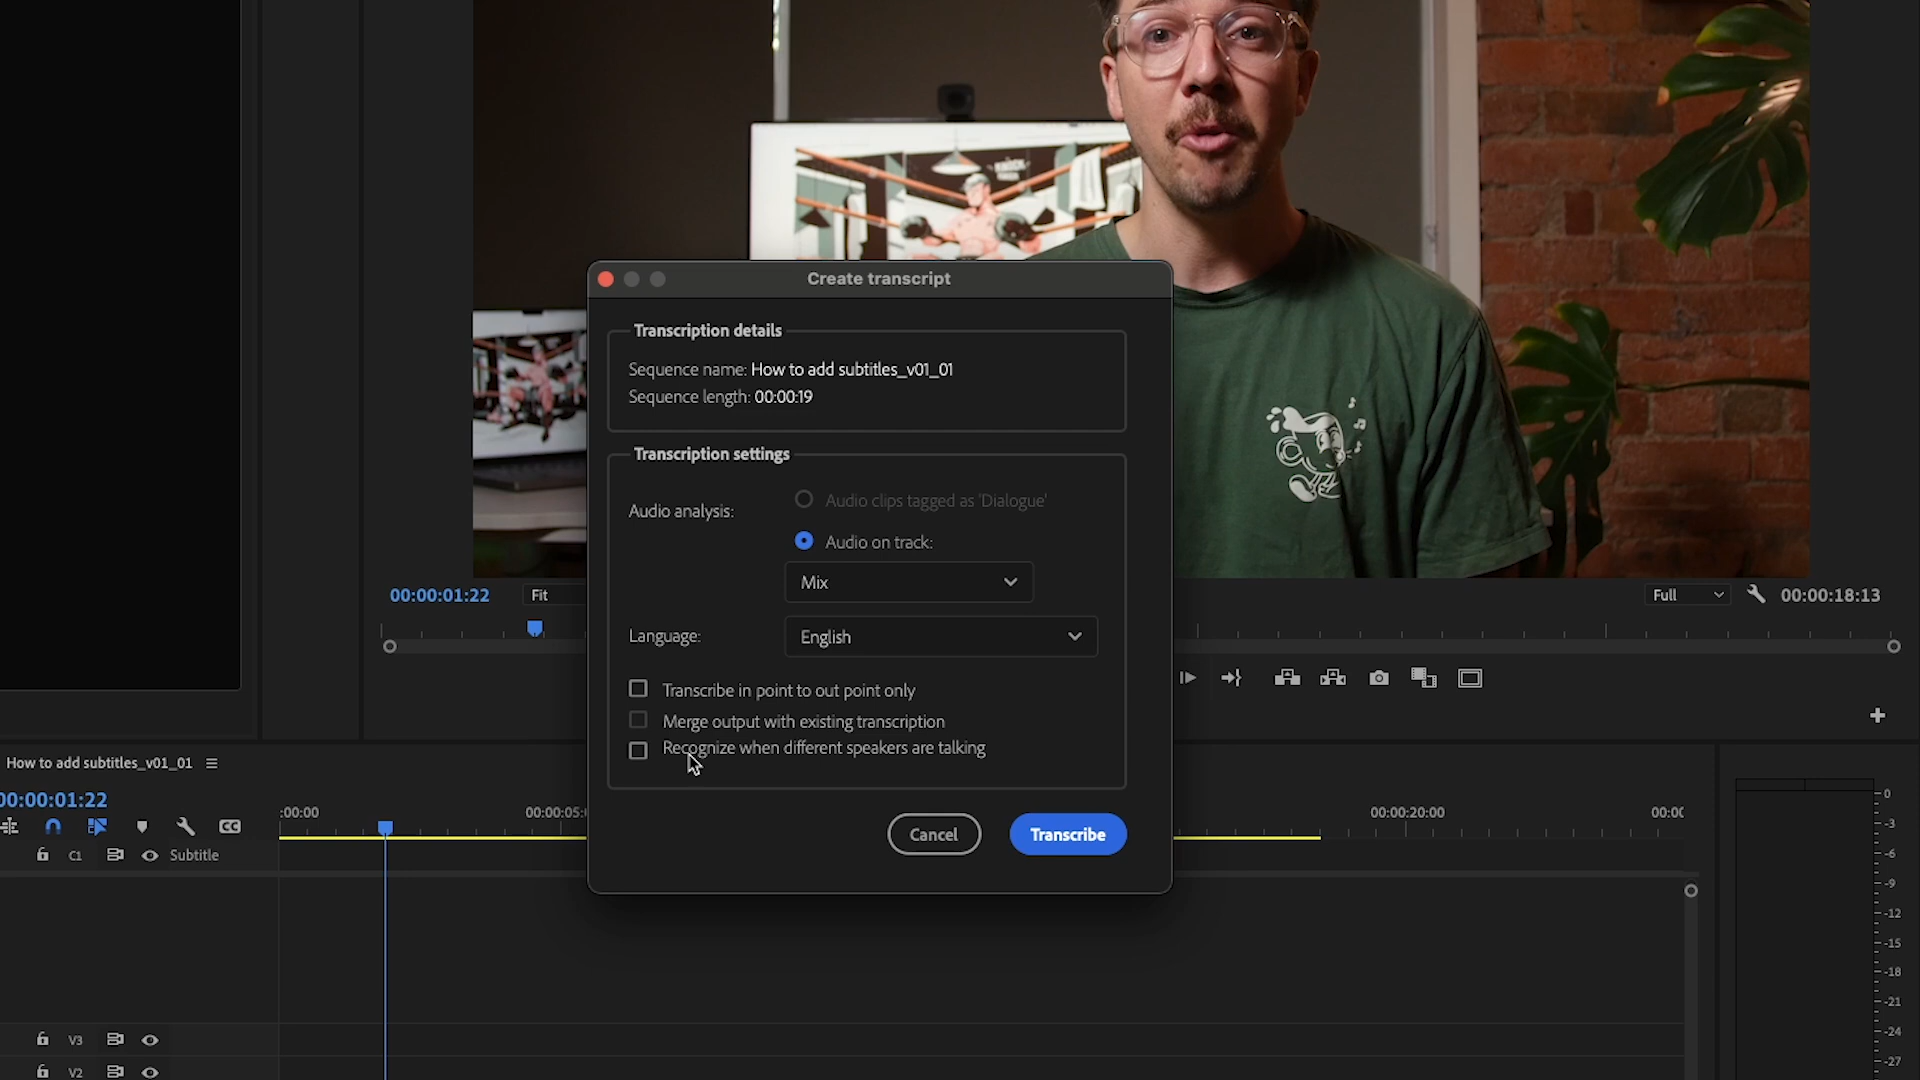 Create transcript
Transcription details
Sequence name: How to add subtitles_v01_01
Sequence length: 00:00:19
Transcription settings
Audio analysis:
Audio clips tagged as 'Dialogue'
Audio on track:
Mix
Language:
English
Transcribe in point to out point only
Merge output with existing transcription
Recognize when different speakers are talking
Cancel
Transcribe
00:00:01:22
Fit
Full
00:00:18:13
How to add subtitles_v01_01
00:00:01:22
:00:00
00:00:05:
00:00:20:00
00:00
C1
Subtitle
V3
V2
0
-3
-6
-9
-12
-15
-18
-21
-24
-27